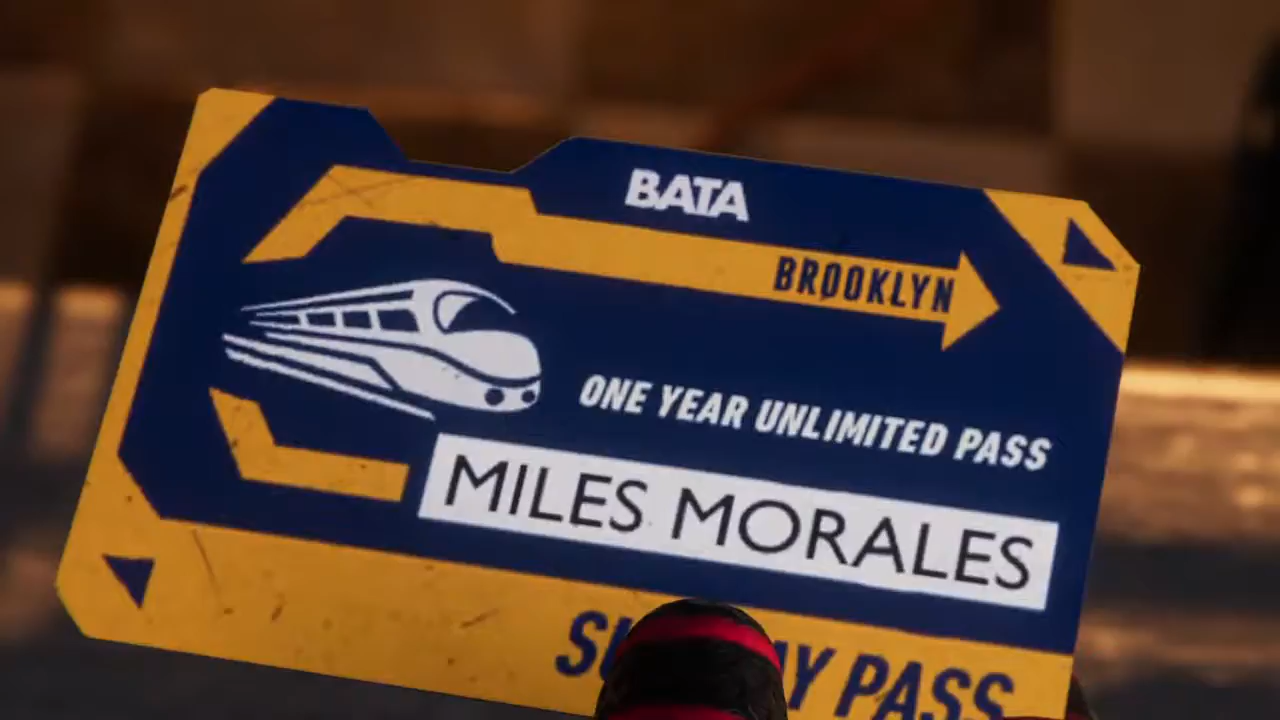 BATA
BROOKLYN
ONE YEAR UNLIMITED PASS
MILES MORALES
PASS